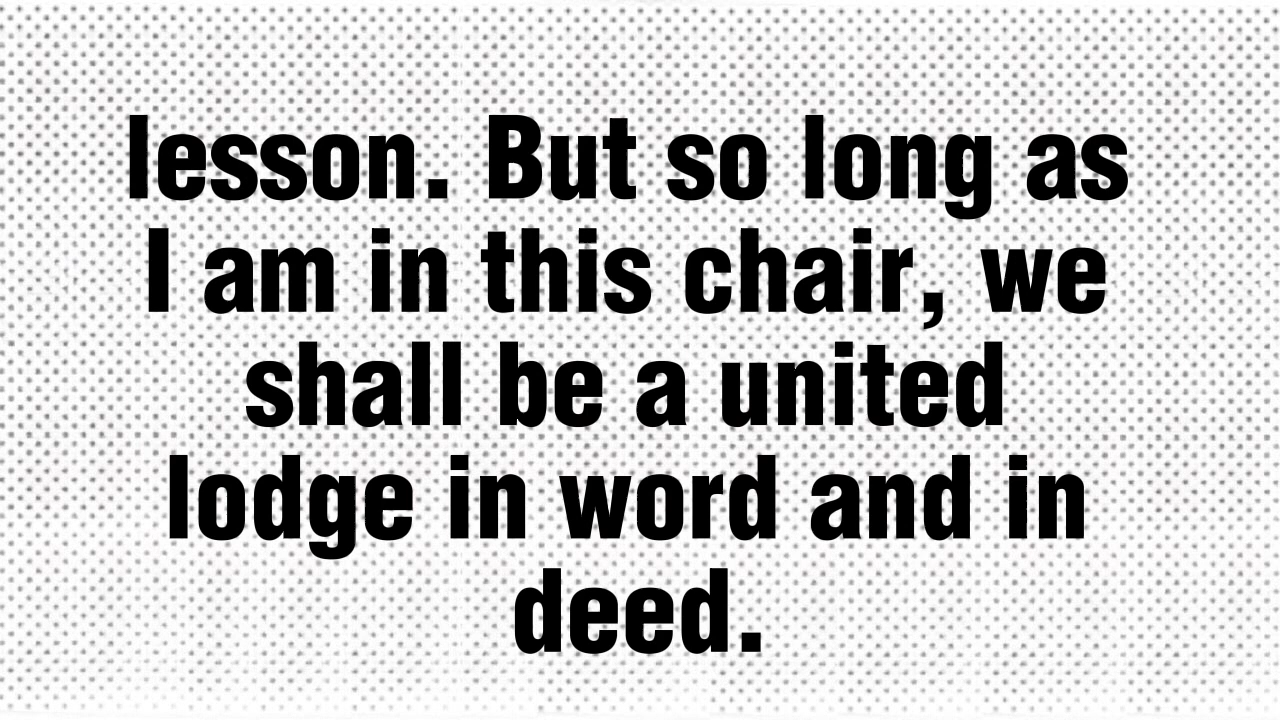 lesson. But so long as
I am in this chair, we
shall be a united
lodge in word and in
deed.